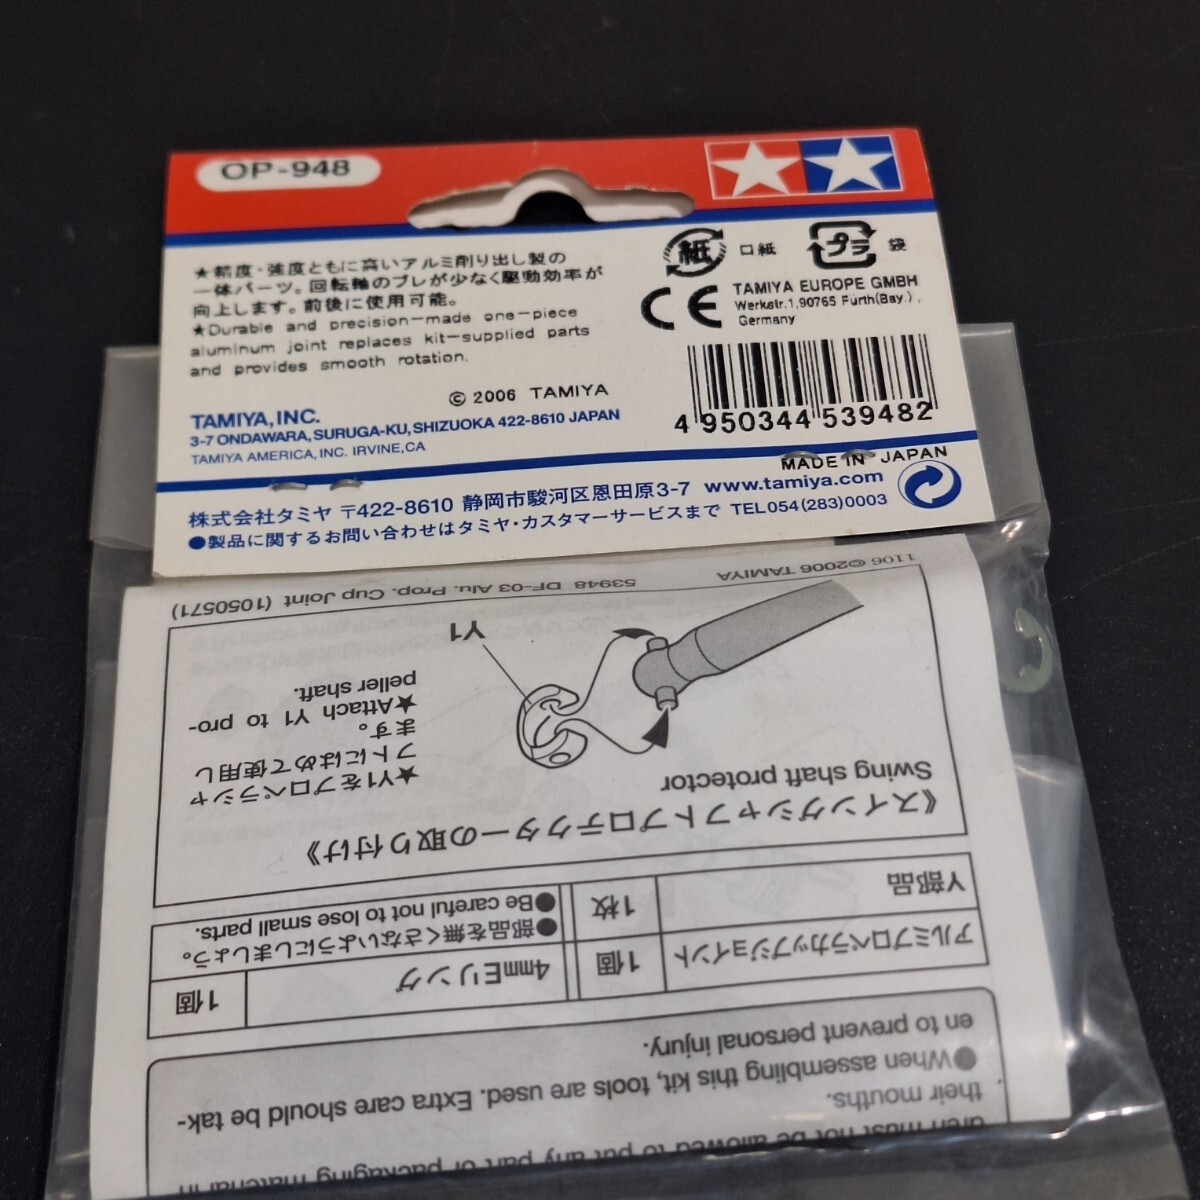 OP-948
★精度・強度ともに高いアルミ削り出し製の
一体パーツ。回転軸のブレが少なく駆動効率が
向上します。前後に使用可能。
★Durable and precision-made one-piece
aluminum joint replaces kit-supplied parts
and provides smooth rotation.
© 2006 TAMIYA
紙 口紙 プラ 袋
CE TAMIYA EUROPE GMBH
Werkstr.1,90765 Furth(Bay.),
Germany
4 950344 539482
TAMIYA, INC.
3-7 ONDAWARA, SURUGA-KU, SHIZUOKA 422-8610 JAPAN
TAMIYA AMERICA, INC. IRVINE, CA
MADE IN JAPAN
株式会社タミヤ 〒422-8610 静岡市駿河区恩田原3-7 www.tamiya.com
●製品に関するお問い合わせはタミヤ・カスタマーサービスまで TEL054(283)0003
dren must not be allowed to put any part or packaging material in
their mouths.
●When assembling this kit, tools are used. Extra care should be tak-
en to prevent personal injury.
アルミプロペラカップジョイント 1個
4mmEリング 1個
Y部品 1枚
●部品を無くさないようにしましょう。
●Be careful not to lose small parts.
《スイングシャフトプロテクターの取り付け》
Swing shaft protector
★Y1をプロペラシャ
フトにはめて使用し
ます。
★Attach Y1 to pro-
peller shaft.
Y1
1106 ©2006 TAMIYA 53948 DF-03 Alu. Prop. Cup Joint (1050571)